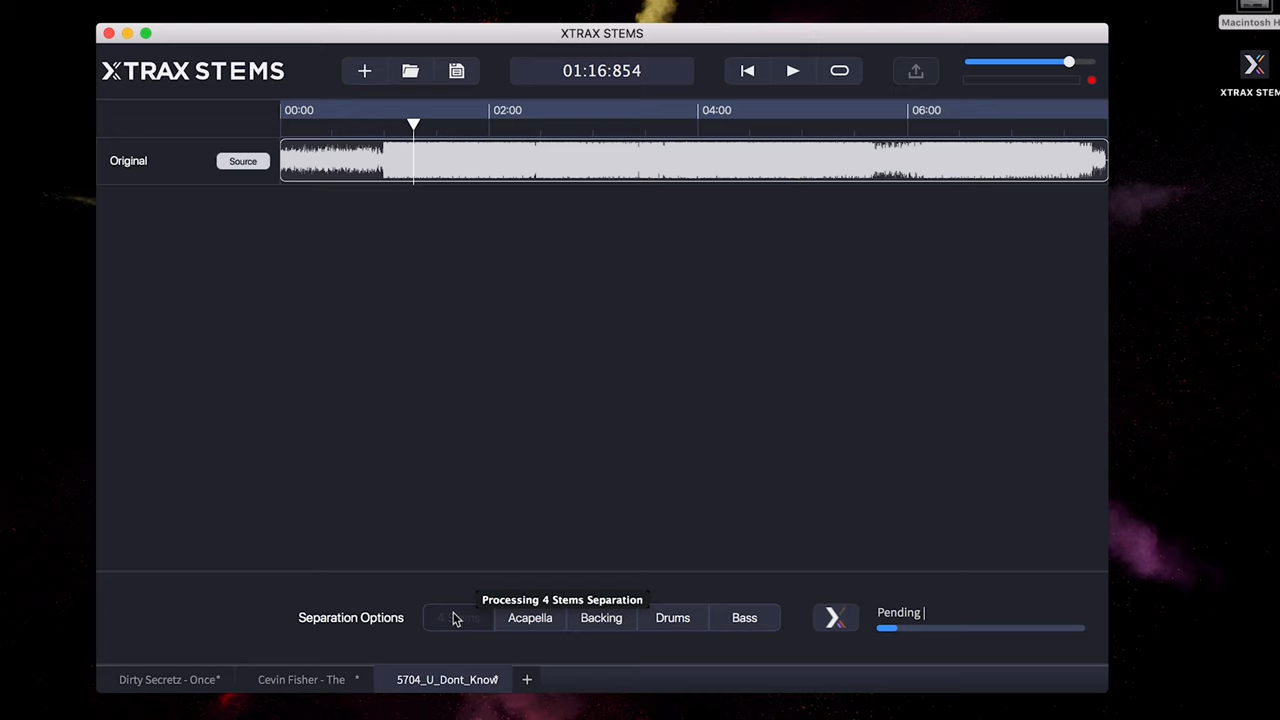 XTRAX STEMS
Macintosh H
XTRAX STEMS
01:16:854
XTRAX STEM
00:00
02:00
04:00
06:00
Original
Source
Processing 4 Stems Separation
Separation Options
Acapella
Backing
Drums
Bass
Pending
Dirty Secretz - Once*
Cevin Fisher - The *
5704_U_Dont_Know